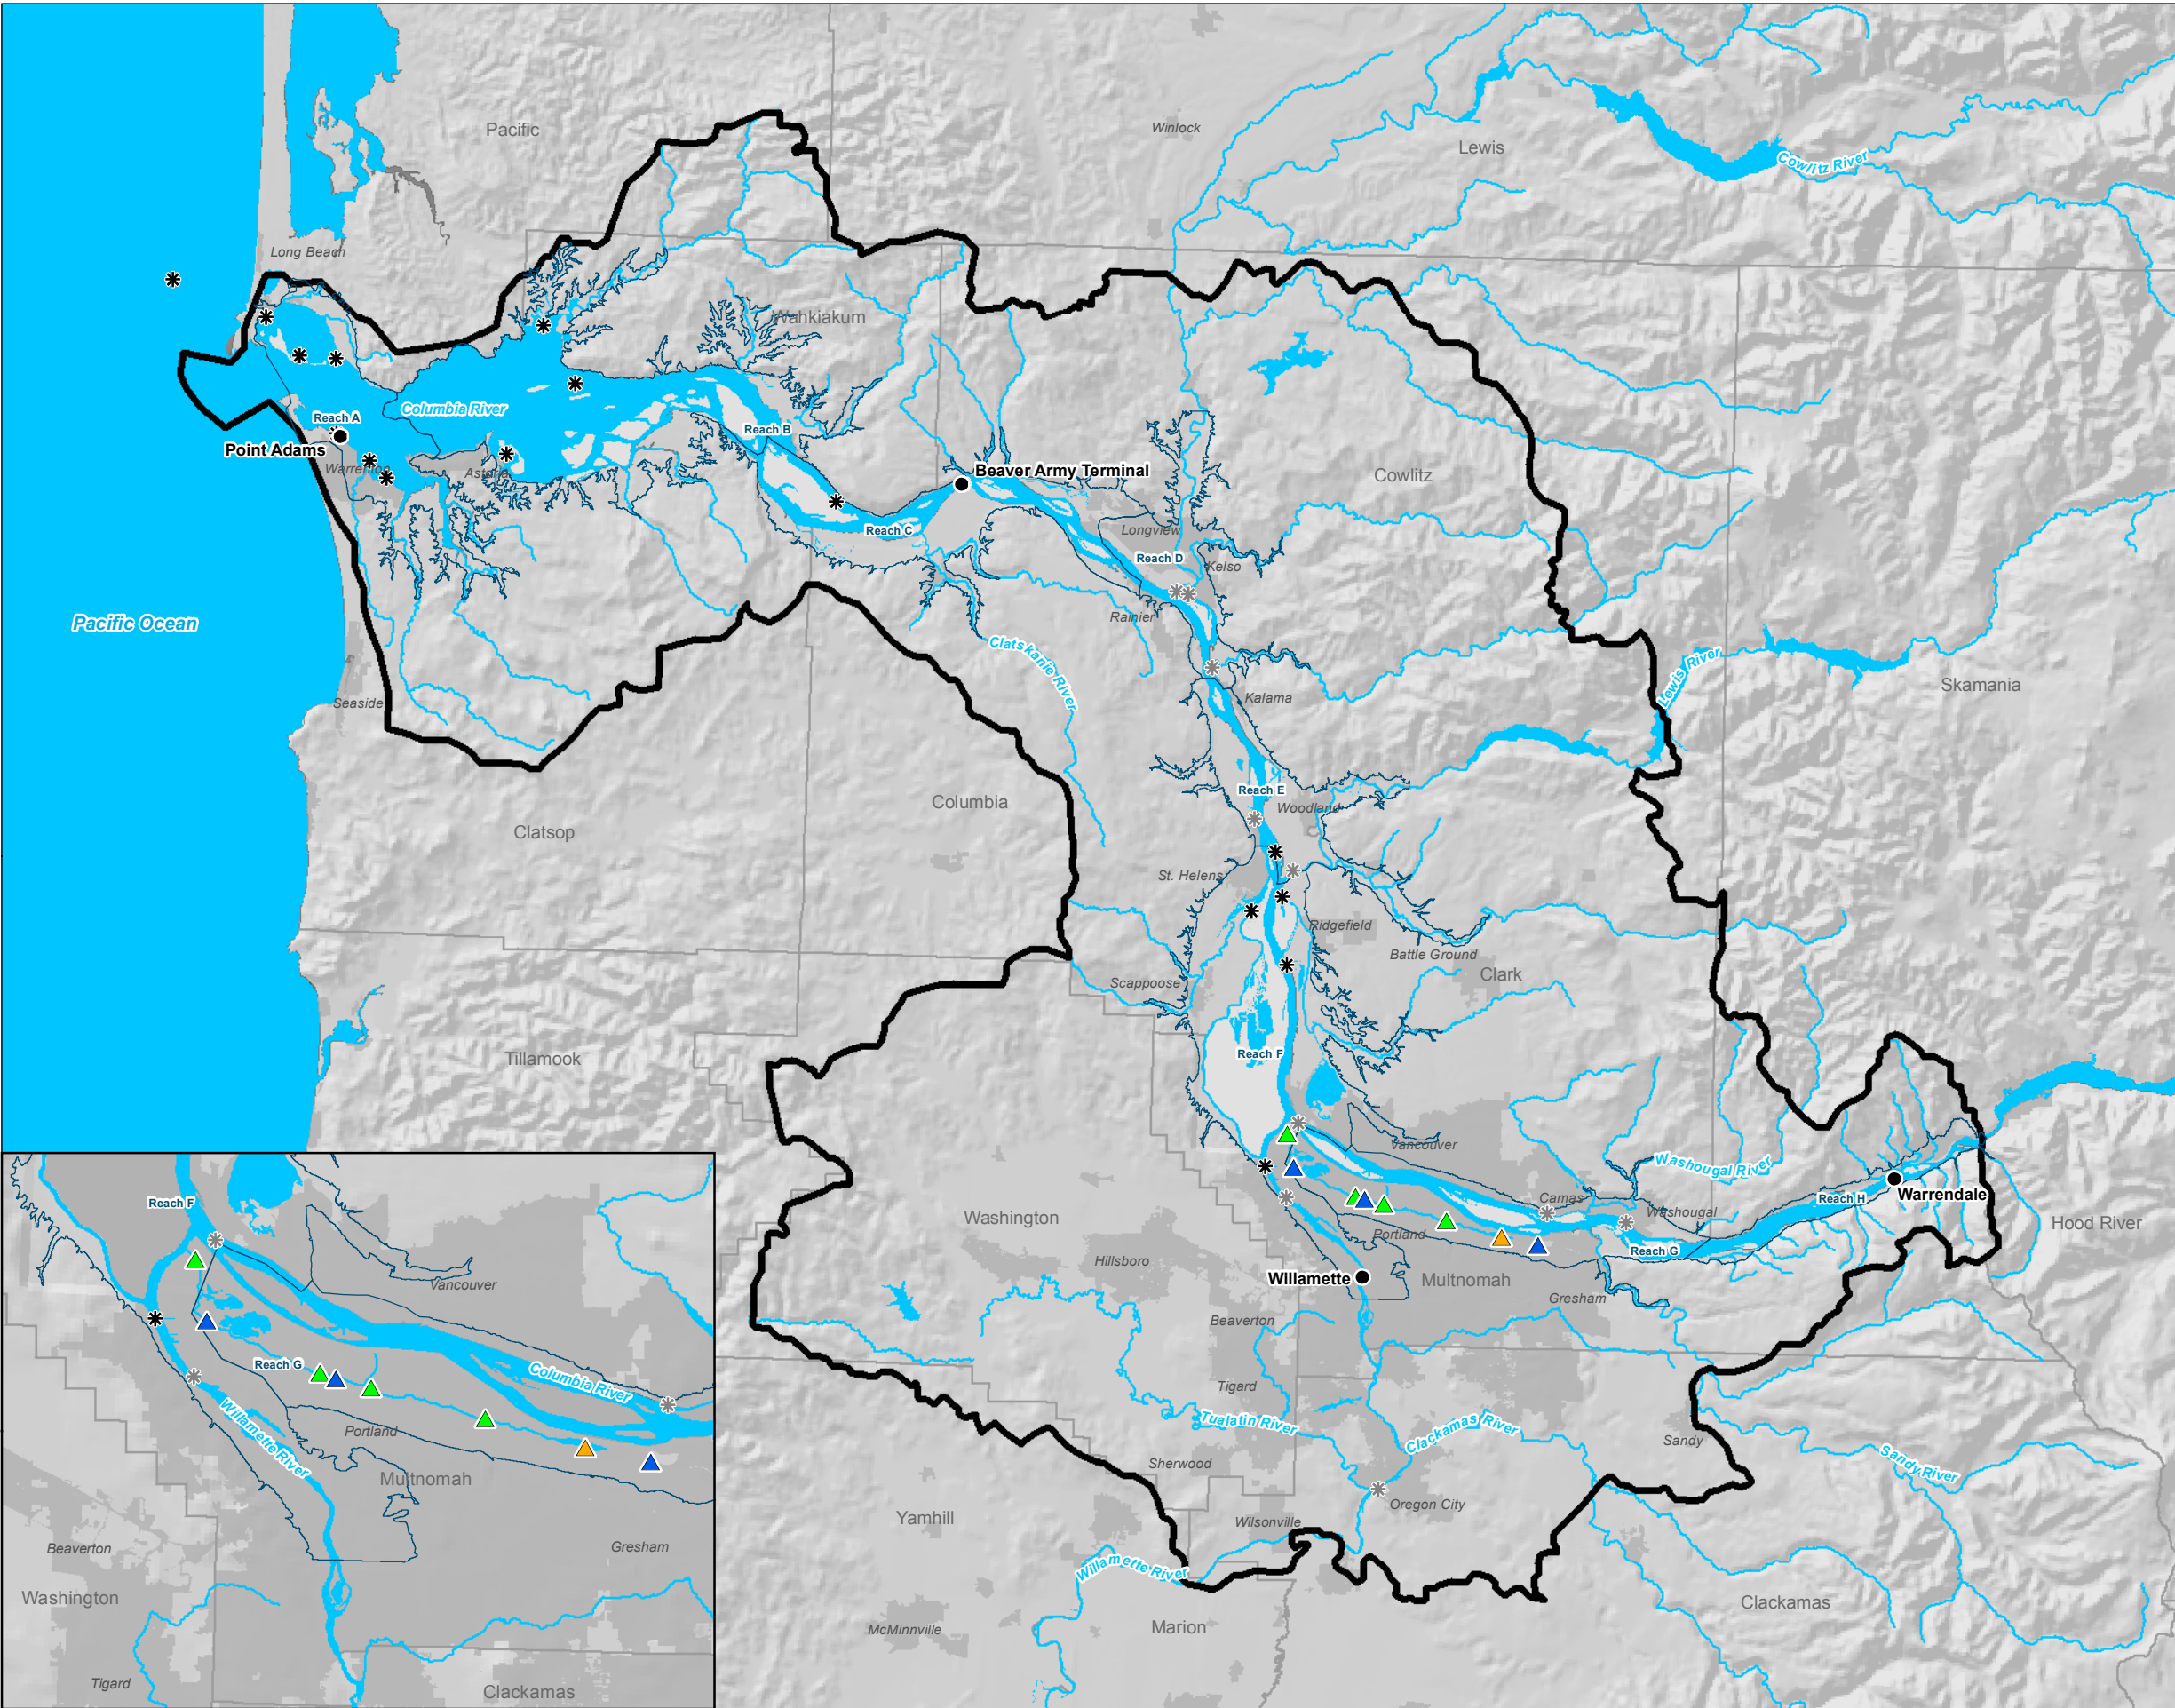 Pacific
Winlock
Lewis
Cowlitz River
Long Beach
Wahkiakum
Columbia River
Reach A
Reach B
Point Adams
Warrenton
Astoria
Beaver Army Terminal
Cowlitz
Longview
Reach C
Reach D
Kelso
Rainier
Pacific Ocean
Clatskanie River
Lewis River
Skamania
Kalama
Seaside
Reach E
Woodland
Columbia
Clatsop
St. Helens
Ridgefield
Battle Ground
Clark
Scappoose
Reach F
Tillamook
Vancouver
Washougal River
Camas
Reach H
Warrendale
Washougal
Hood River
Washington
Portland
Reach G
Hillsboro
Willamette
Multnomah
Gresham
Beaverton
Tigard
Tualatin River
Clackamas River
Sandy
Sandy River
Sherwood
Oregon City
Yamhill
Wilsonville
Willamette River
McMinnville
Marion
Clackamas
Reach F
Vancouver
Reach G
Columbia River
Portland
Willamette River
Multnomah
Beaverton
Gresham
Washington
Tigard
Clackamas